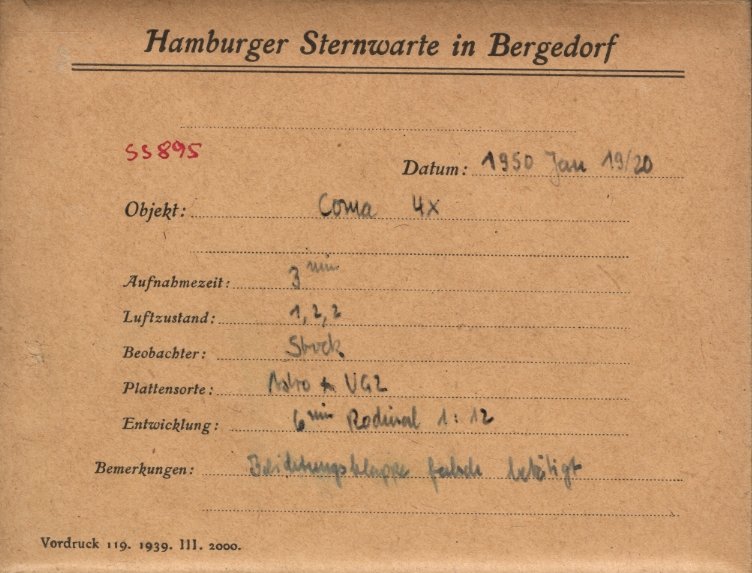 Hamburger Sternwarte in Bergedorf
SS895
Datum: 1950 Jan 19/20
Objekt: Coma 4x
Aufnahmezeit: 3 min
Luftzustand: 1, 2, 2
Beobachter: Stock
Plattensorte: Astro VG2
Entwicklung: 6 min Rodinal 1:12
Bemerkungen: Belichtungsklappe falsch betätigt
Vordruck 119. 1939. III. 2000.